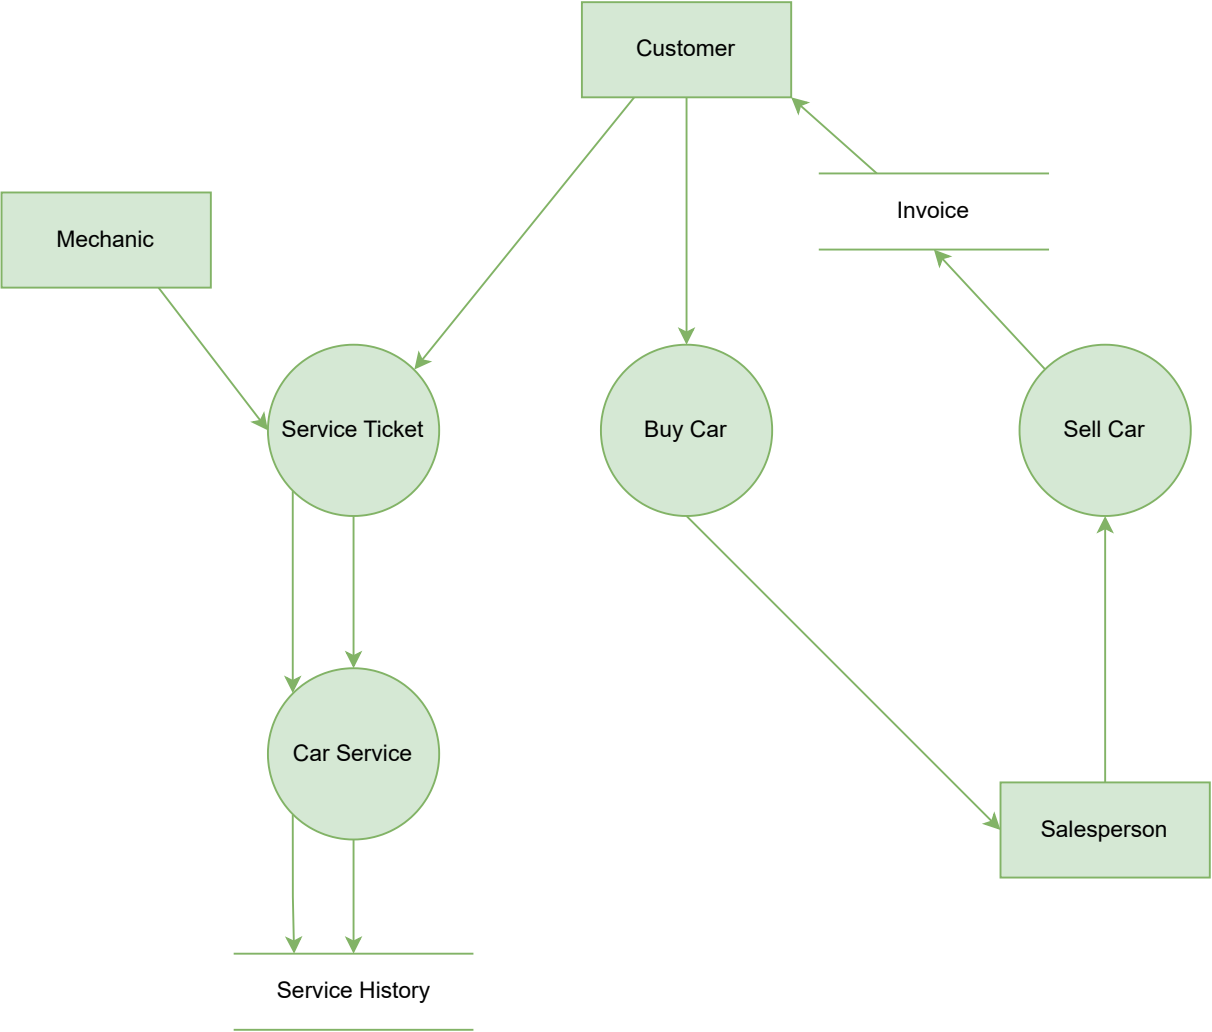 Customer
Invoice
Mechanic
Service Ticket
Buy Car
Sell Car
Car Service
Salesperson
Service History